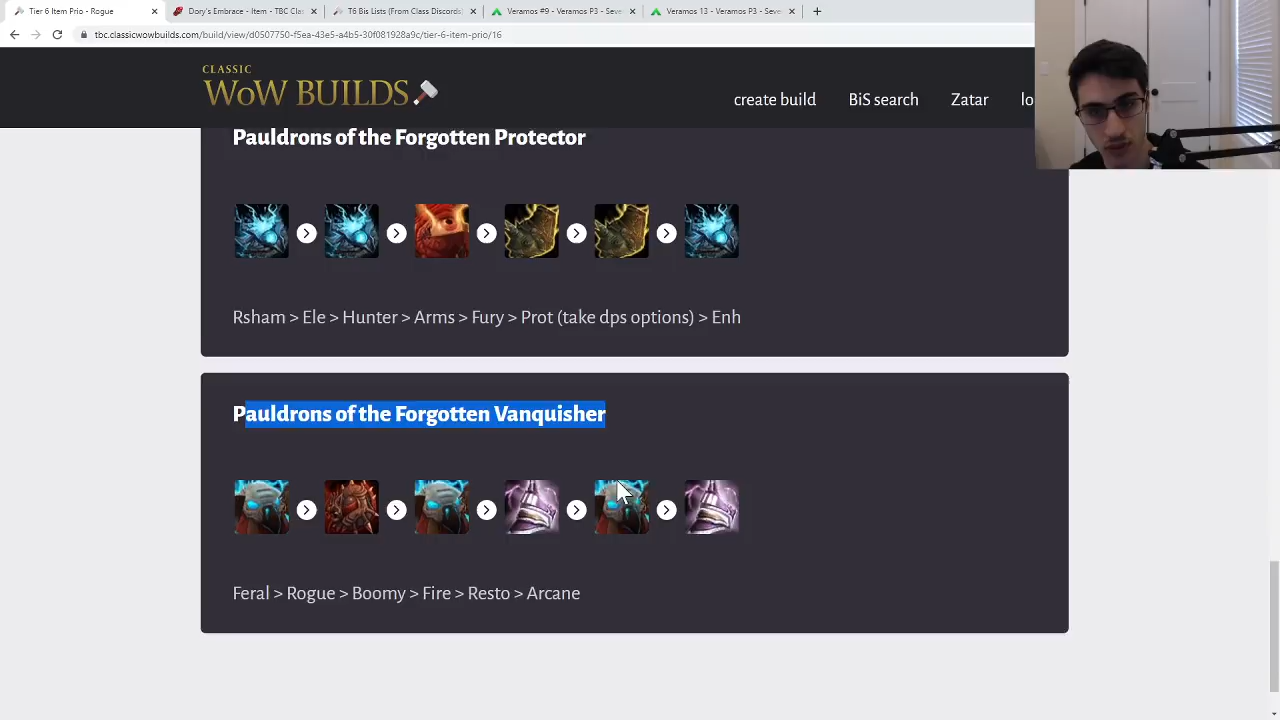 Tier 6 Item Prio - Rogue
Dory's Embrace - Item - TBC Clas
T6 Bis Lists (From Class Discords)
Veramos #9 - Veramos P3 - Seve
Veramos 13 - Veramos P3 - Seve
tbc.classicwowbuilds.com/build/view/d0507750-f5ea-43e5-a4b5-30f081928a9c/tier-6-item-prio/16
CLASSIC
WoW BUILDS
create build
BiS search
Zatar
lo
Pauldrons of the Forgotten Protector
Rsham > Ele > Hunter > Arms > Fury > Prot (take dps options) > Enh
Pauldrons of the Forgotten Vanquisher
Feral > Rogue > Boomy > Fire > Resto > Arcane